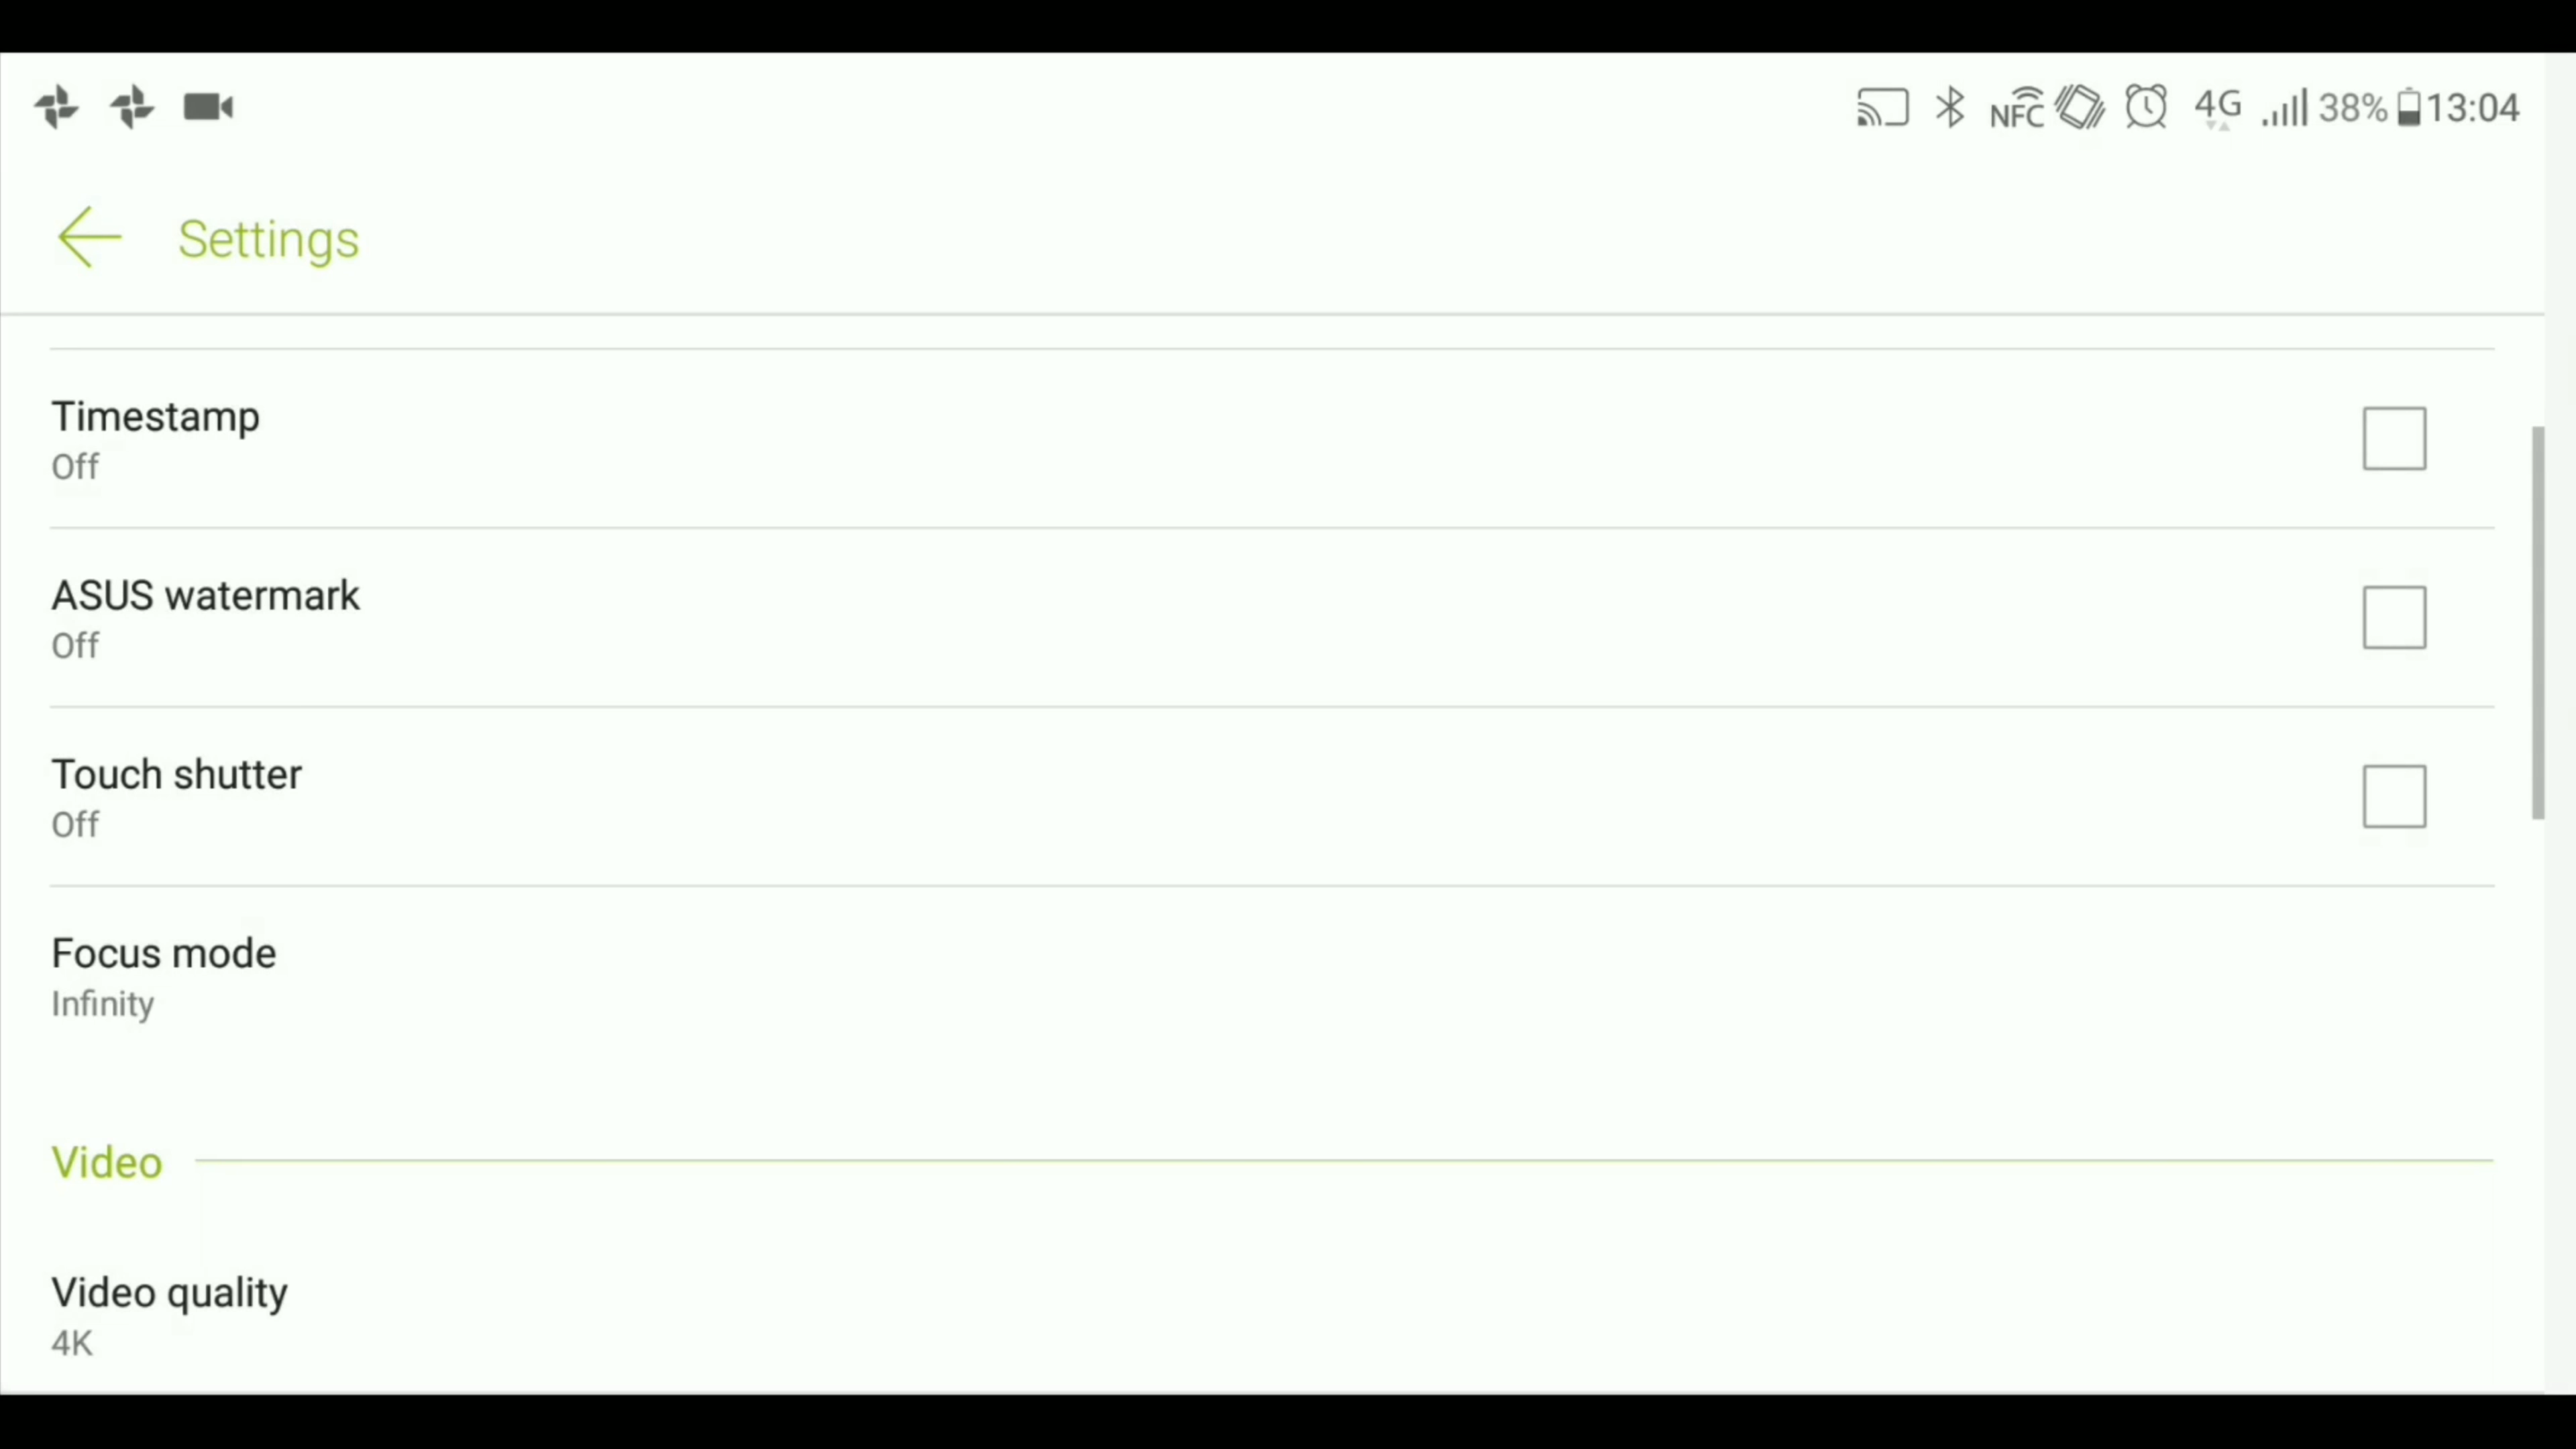 NFC 4G 38% 13:04
Settings
Timestamp
Off
ASUS watermark
Off
Touch shutter
Off
Focus mode
Infinity
Video
Video quality
4K